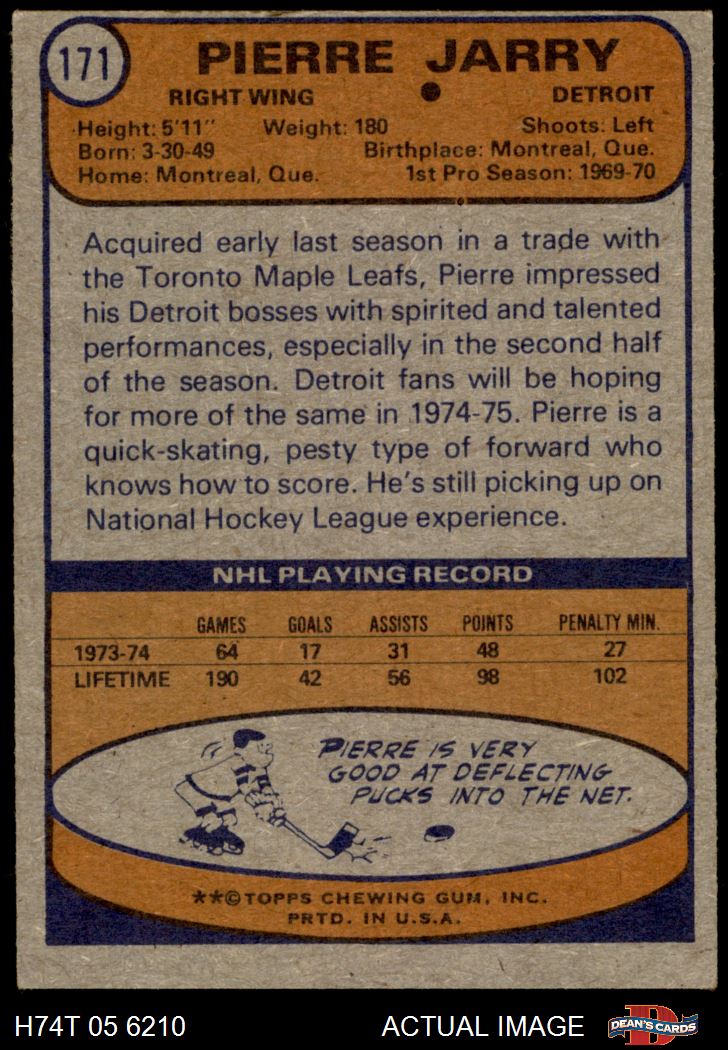 171
PIERRE JARRY
RIGHT WING DETROIT
Height: 5'11" Weight: 180 Shoots: Left
Born: 3-30-49 Birthplace: Montreal, Que.
Home: Montreal, Que. 1st Pro Season: 1969-70
Acquired early last season in a trade with
the Toronto Maple Leafs, Pierre impressed
his Detroit bosses with spirited and talented
performances, especially in the second half
of the season. Detroit fans will be hoping
for more of the same in 1974-75. Pierre is a
quick-skating, pesty type of forward who
knows how to score. He's still picking up on
National Hockey League experience.
NHL PLAYING RECORD
GAMES GOALS ASSISTS POINTS PENALTY MIN.
1973-74 64 17 31 48 27
LIFETIME 190 42 56 98 102
PIERRE IS VERY
GOOD AT DEFLECTING
PUCKS INTO THE NET.
**©TOPPS CHEWING GUM, INC.
PRTD. IN U.S.A.
H74T 05 6210 ACTUAL IMAGE D DEAN'S CARDS